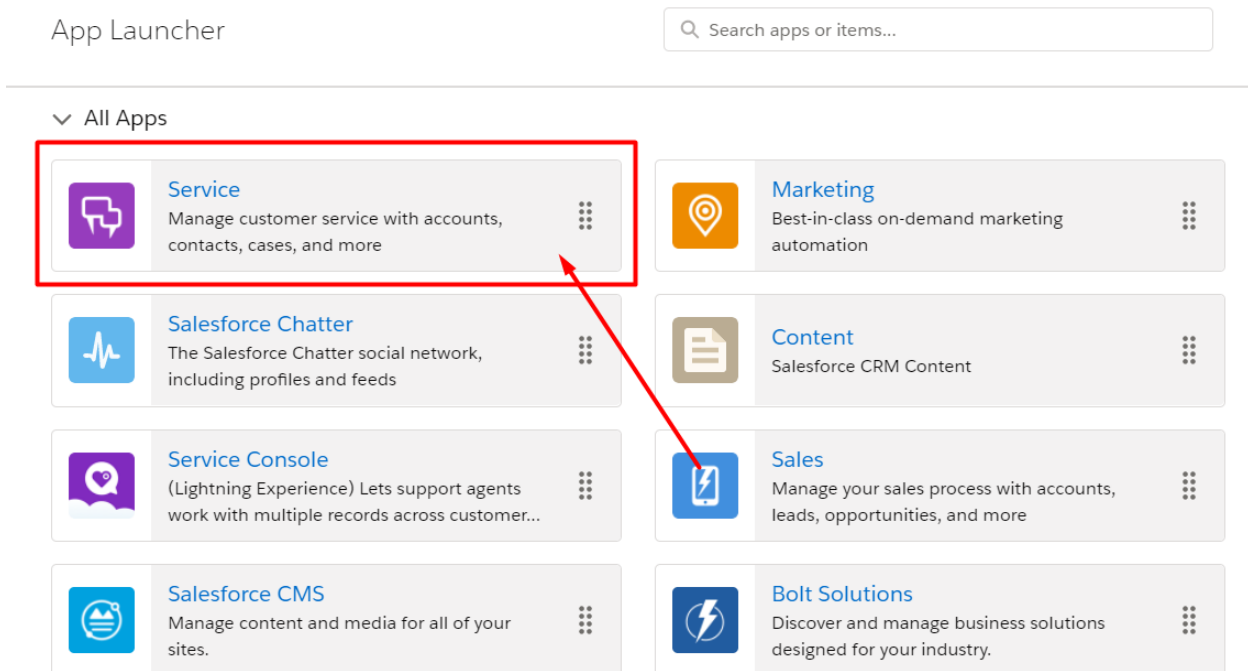 App Launcher
Search apps or items...
All Apps
Service
Manage customer service with accounts,
contacts, cases, and more
Marketing
Best-in-class on-demand marketing
automation
Salesforce Chatter
The Salesforce Chatter social network,
including profiles and feeds
Content
Salesforce CRM Content
Service Console
(Lightning Experience) Lets support agents
work with multiple records across customer...
Sales
Manage your sales process with accounts,
leads, opportunities, and more
Salesforce CMS
Manage content and media for all of your
sites.
Bolt Solutions
Discover and manage business solutions
designed for your industry.